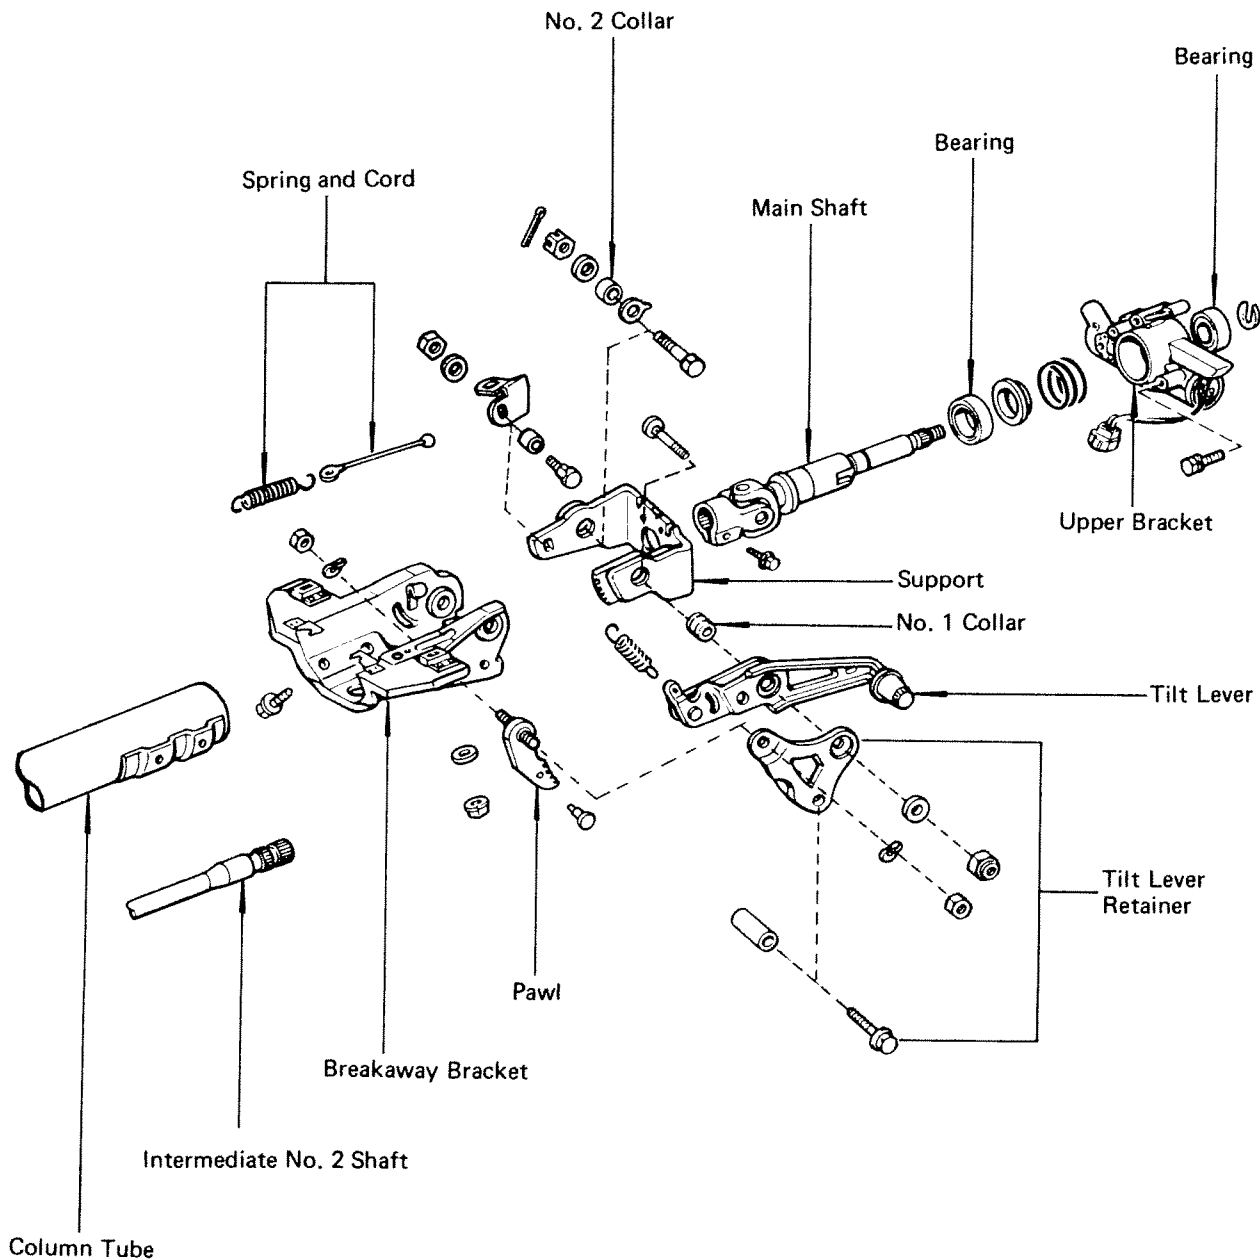 No. 2 Collar
Bearing
Bearing
Spring and Cord
Main Shaft
Upper Bracket
Support
No. 1 Collar
Tilt Lever
Tilt Lever
Retainer
Pawl
Breakaway Bracket
Intermediate No. 2 Shaft
Column Tube